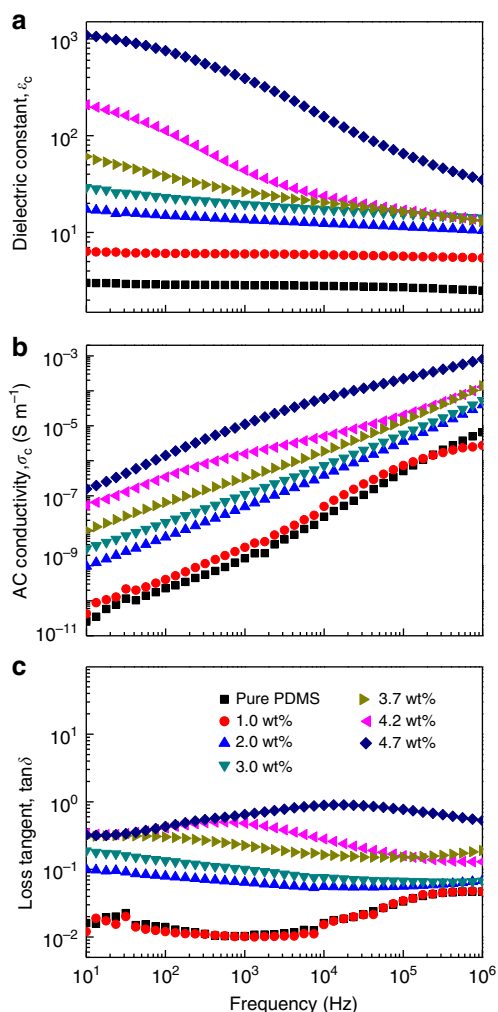 a
Dielectric constant, εc
10³
10²
10¹
b
AC conductivity, σc (S m⁻¹)
10⁻³
10⁻⁵
10⁻⁷
10⁻⁹
10⁻¹¹
c
Loss tangent, tanδ
10¹
10⁰
10⁻¹
10⁻²
Pure PDMS
1.0 wt%
2.0 wt%
3.0 wt%
3.7 wt%
4.2 wt%
4.7 wt%
10¹ 10² 10³ 10⁴ 10⁵ 10⁶
Frequency (Hz)